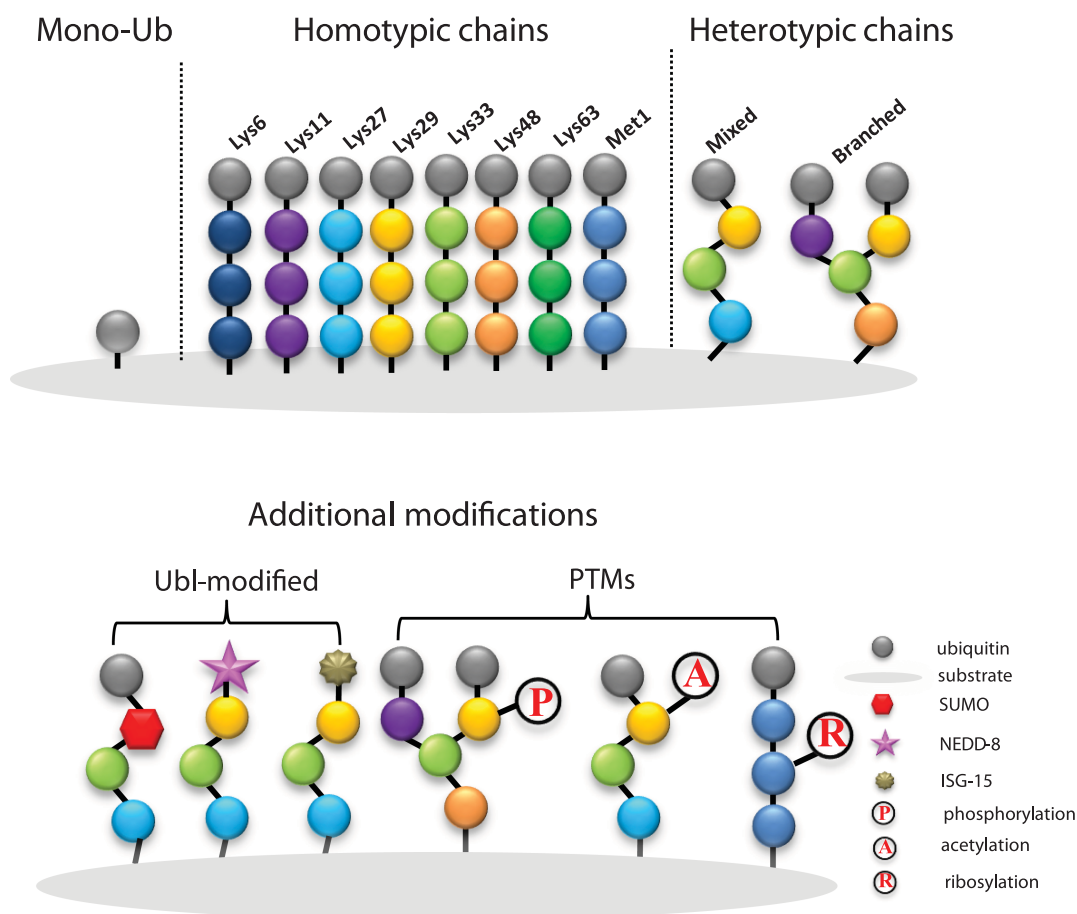 Mono-Ub
Homotypic chains
Heterotypic chains
Lys6
Lys11
Lys27
Lys29
Lys33
Lys48
Lys63
Met1
Mixed
Branched
Additional modifications
Ubl-modified
PTMs
P
A
R
ubiquitin
substrate
SUMO
NEDD-8
ISG-15
P phosphorylation
A acetylation
R ribosylation